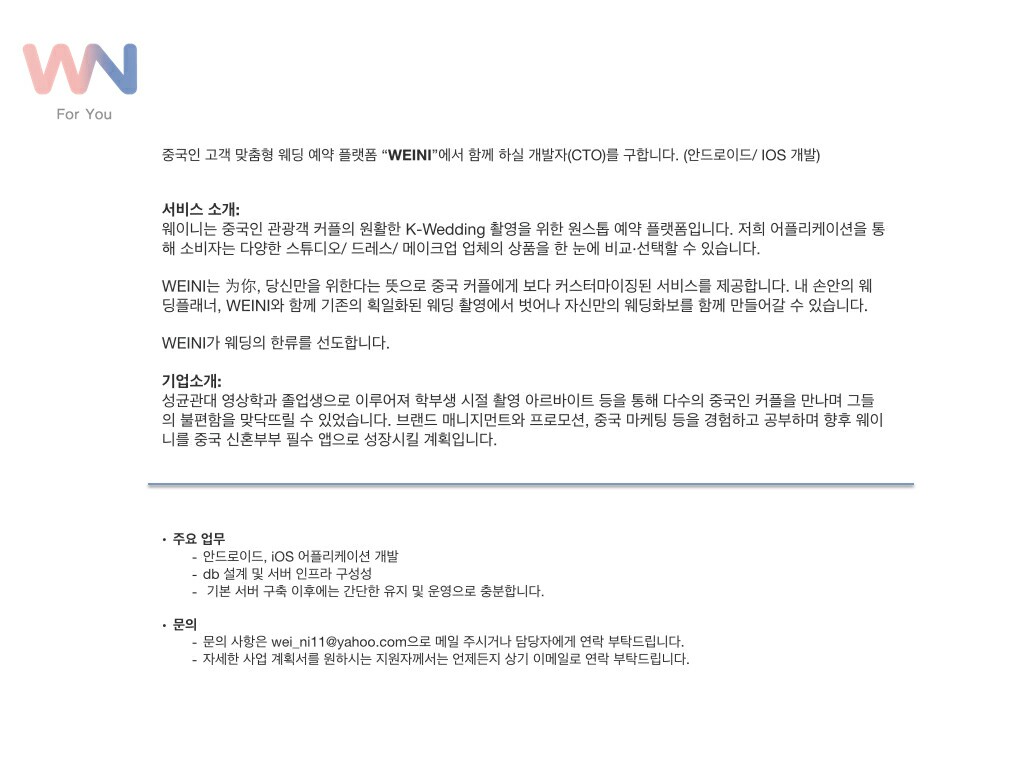 WN
For You
중국인 고객 맞춤형 웨딩 예약 플랫폼 “WEINI”에서 함께 하실 개발자(CTO)를 구합니다. (안드로이드/ IOS 개발)
서비스 소개:
웨이니는 중국인 관광객 커플의 원활한 K-Wedding 촬영을 위한 원스톱 예약 플랫폼입니다. 저희 어플리케이션을 통
해 소비자는 다양한 스튜디오/ 드레스/ 메이크업 업체의 상품을 한 눈에 비교·선택할 수 있습니다.
WEINI는 为你, 당신만을 위한다는 뜻으로 중국 커플에게 보다 커스터마이징된 서비스를 제공합니다. 내 손안의 웨
딩플래너, WEINI와 함께 기존의 획일화된 웨딩 촬영에서 벗어나 자신만의 웨딩화보를 함께 만들어갈 수 있습니다.
WEINI가 웨딩의 한류를 선도합니다.
기업소개:
성균관대 영상학과 졸업생으로 이루어져 학부생 시절 촬영 아르바이트 등을 통해 다수의 중국인 커플을 만나며 그들
의 불편함을 맞닥뜨릴 수 있었습니다. 브랜드 매니지먼트와 프로모션, 중국 마케팅 등을 경험하고 공부하며 향후 웨이
니를 중국 신혼부부 필수 앱으로 성장시킬 계획입니다.
• 주요 업무
- 안드로이드, iOS 어플리케이션 개발
- db 설계 및 서버 인프라 구성성
- 기본 서버 구축 이후에는 간단한 유지 및 운영으로 충분합니다.
• 문의
- 문의 사항은 wei_ni11@yahoo.com으로 메일 주시거나 담당자에게 연락 부탁드립니다.
- 자세한 사업 계획서를 원하시는 지원자께서는 언제든지 상기 이메일로 연락 부탁드립니다.